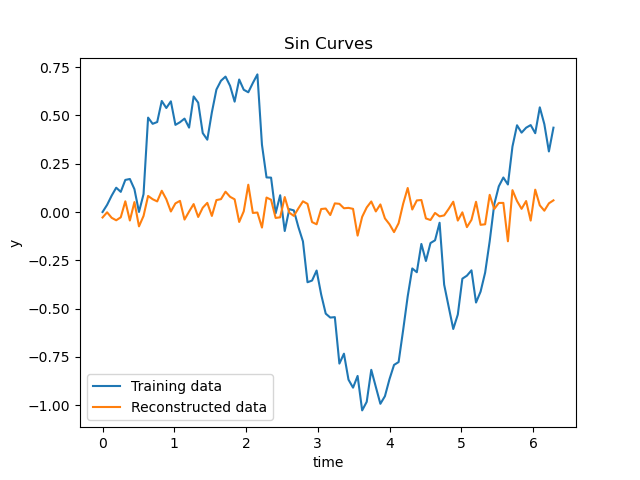 Sin Curves
0.75
0.50
0.25
0.00
−0.25
−0.50
−0.75
−1.00
y
Training data
Reconstructed data
0 1 2 3 4 5 6
time